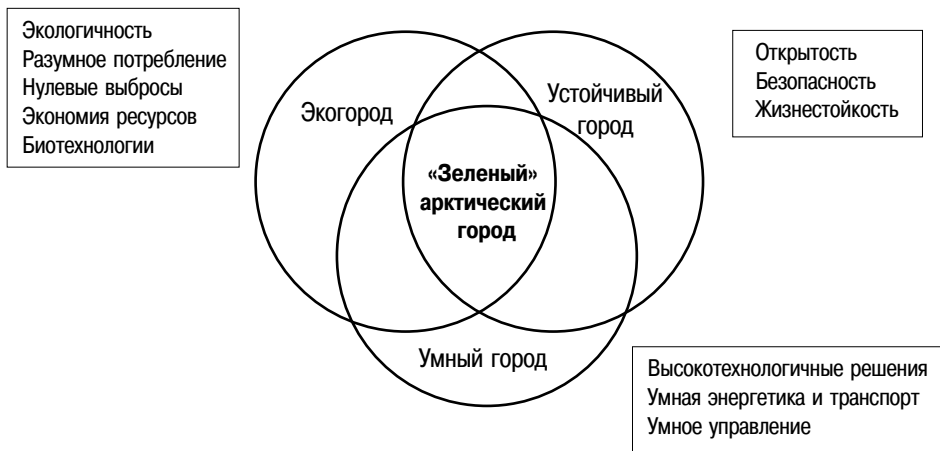 Экологичность
Разумное потребление
Нулевые выбросы
Экономия ресурсов
Биотехнологии
Экогород
Устойчивый
город
Открытость
Безопасность
Жизнестойкость
«Зеленый»
арктический
город
Умный город
Высокотехнологичные решения
Умная энергетика и транспорт
Умное управление